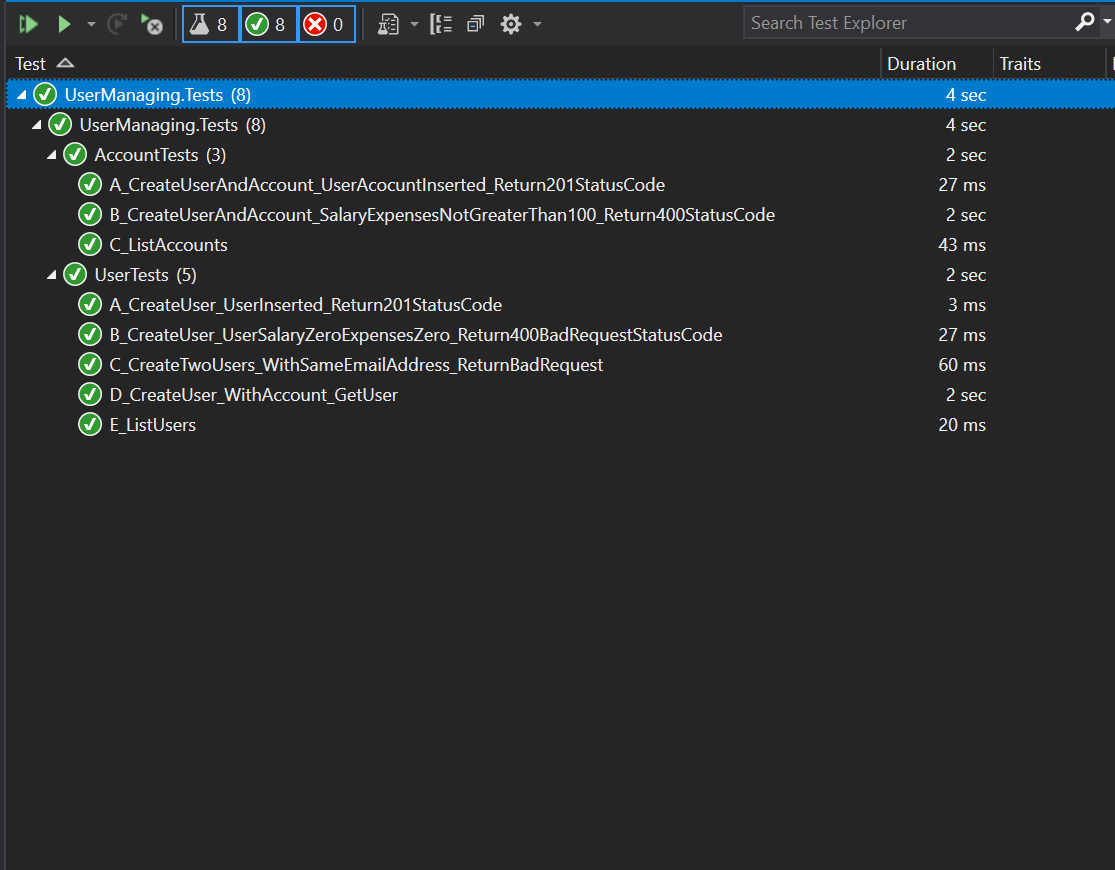 8 8 0 Search Test Explorer
Test Duration Traits
UserManaging.Tests (8) 4 sec
UserManaging.Tests (8) 4 sec
AccountTests (3) 2 sec
A_CreateUserAndAccount_UserAcocuntInserted_Return201StatusCode 27 ms
B_CreateUserAndAccount_SalaryExpensesNotGreaterThan100_Return400StatusCode 2 sec
C_ListAccounts 43 ms
UserTests (5) 2 sec
A_CreateUser_UserInserted_Return201StatusCode 3 ms
B_CreateUser_UserSalaryZeroExpensesZero_Return400BadRequestStatusCode 27 ms
C_CreateTwoUsers_WithSameEmailAddress_ReturnBadRequest 60 ms
D_CreateUser_WithAccount_GetUser 2 sec
E_ListUsers 20 ms